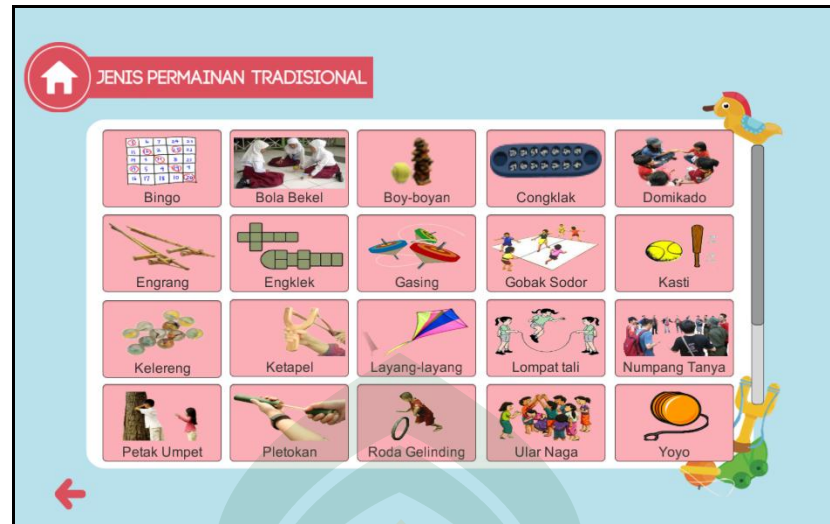 JENIS PERMAINAN TRADISIONAL
Bingo
Bola Bekel
Boy-boyan
Congklak
Domikado
Engrang
Engklek
Gasing
Gobak Sodor
Kasti
Kelereng
Ketapel
Layang-layang
Lompat tali
Numpang Tanya
Petak Umpet
Pletokan
Roda Gelinding
Ular Naga
Yoyo